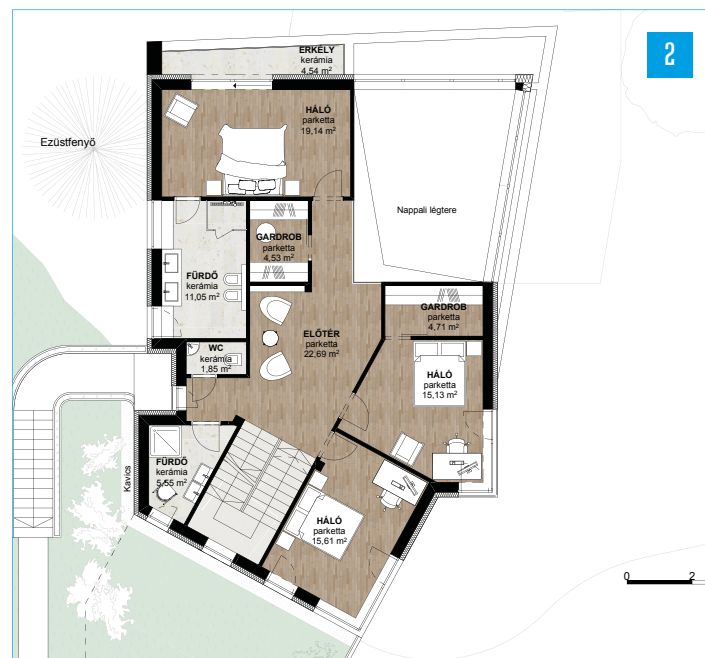 2
ERKÉLY
kerámia
4,54 m²
HÁLÓ
parketta
19,14 m²
Ezüstfenyő
Nappali légtere
GARDROB
parketta
4,53 m²
FÜRDŐ
kerámia
11,05 m²
GARDROB
parketta
4,71 m²
ELŐTÉR
parketta
22,69 m²
WC
kerámia
1,85 m²
HÁLÓ
parketta
15,13 m²
FÜRDŐ
kerámia
5,55 m²
Kavics
HÁLÓ
parketta
15,61 m²
0 2